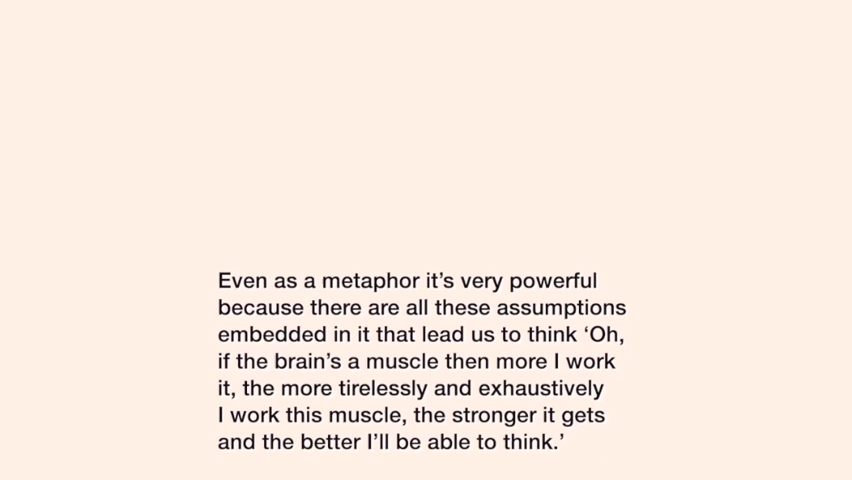 Even as a metaphor it’s very powerful
because there are all these assumptions
embedded in it that lead us to think ‘Oh,
if the brain’s a muscle then more I work
it, the more tirelessly and exhaustively
I work this muscle, the stronger it gets
and the better I’ll be able to think.’